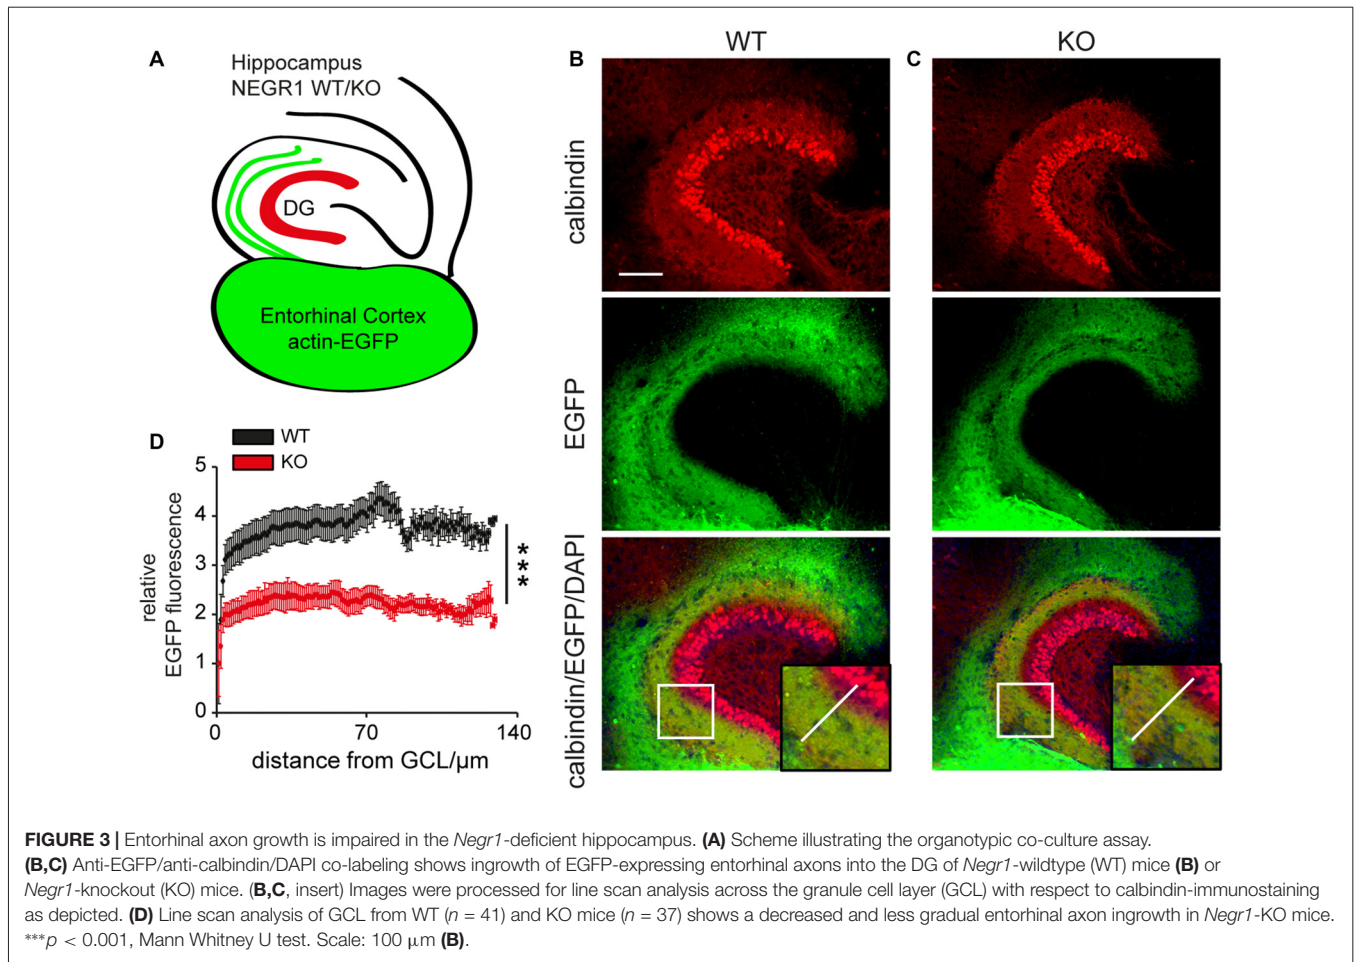 A
Hippocampus
NEGR1 WT/KO
DG
Entorhinal Cortex
actin-EGFP
B
WT
C
KO
calbindin
EGFP
calbindin/EGFP/DAPI
D
WT
KO
5
4
3
2
1
0
relative
EGFP fluorescence
***
0
70
140
distance from GCL/μm
FIGURE 3 | Entorhinal axon growth is impaired in the Negr1-deficient hippocampus. (A) Scheme illustrating the organotypic co-culture assay.
(B,C) Anti-EGFP/anti-calbindin/DAPI co-labeling shows ingrowth of EGFP-expressing entorhinal axons into the DG of Negr1-wildtype (WT) mice (B) or
Negr1-knockout (KO) mice. (B,C, insert) Images were processed for line scan analysis across the granule cell layer (GCL) with respect to calbindin-immunostaining
as depicted. (D) Line scan analysis of GCL from WT (n = 41) and KO mice (n = 37) shows a decreased and less gradual entorhinal axon ingrowth in Negr1-KO mice.
***p < 0.001, Mann Whitney U test. Scale: 100 μm (B).